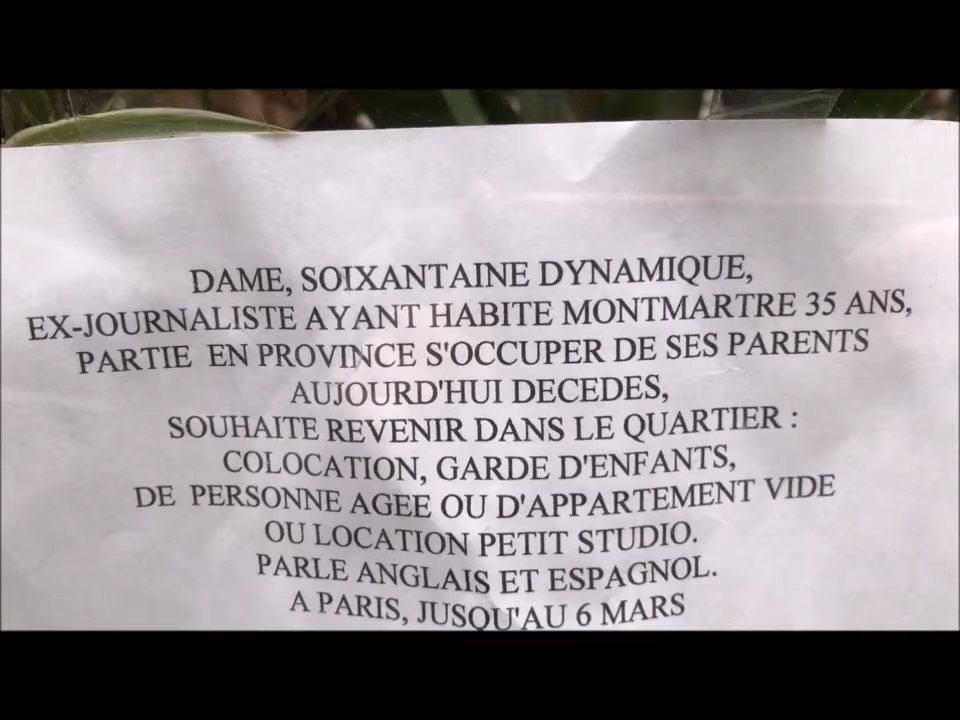 DAME, SOIXANTAINE DYNAMIQUE,
EX-JOURNALISTE AYANT HABITE MONTMARTRE 35 ANS,
PARTIE EN PROVINCE S'OCCUPER DE SES PARENTS
AUJOURD'HUI DECEDES,
SOUHAITE REVENIR DANS LE QUARTIER :
COLOCATION, GARDE D'ENFANTS,
DE PERSONNE AGEE OU D'APPARTEMENT VIDE
OU LOCATION PETIT STUDIO.
PARLE ANGLAIS ET ESPAGNOL.
A PARIS, JUSQU'AU 6 MARS